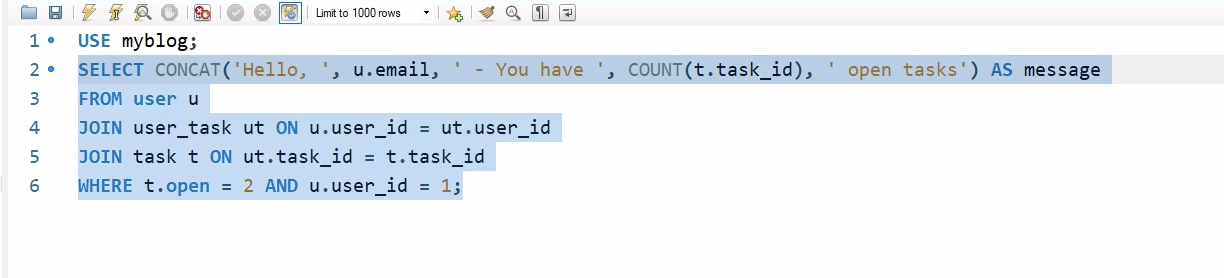 Limit to 1000 rows
1 USE myblog;
2 SELECT CONCAT('Hello, ', u.email, ' - You have ', COUNT(t.task_id), ' open tasks') AS message
3 FROM user u
4 JOIN user_task ut ON u.user_id = ut.user_id
5 JOIN task t ON ut.task_id = t.task_id
6 WHERE t.open = 2 AND u.user_id = 1;